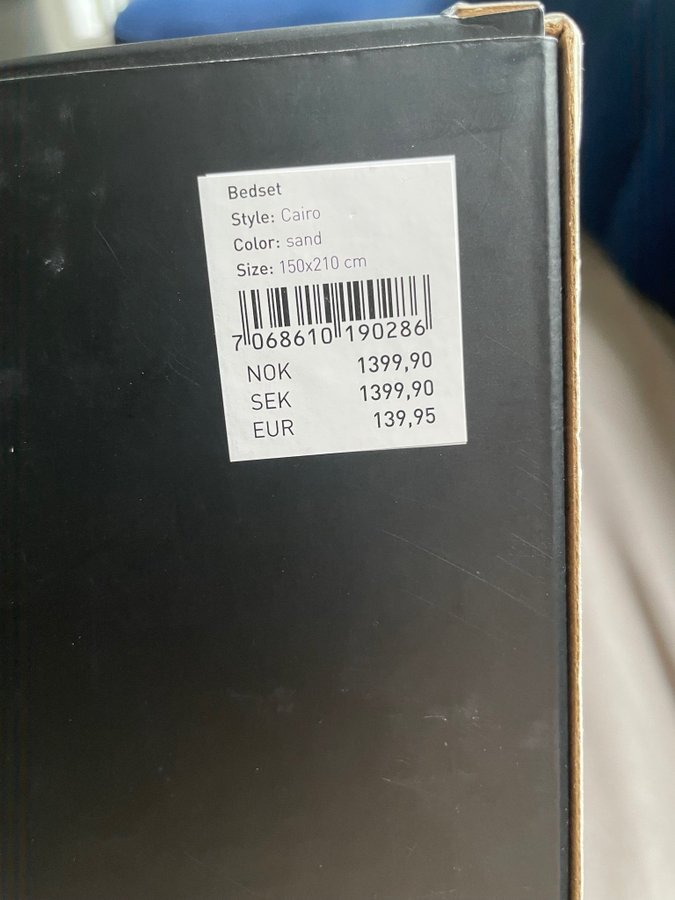 Bedset
Style: Cairo
Color: sand
Size: 150x210 cm
7 068610 190286
NOK 1399,90
SEK 1399,90
EUR 139,95